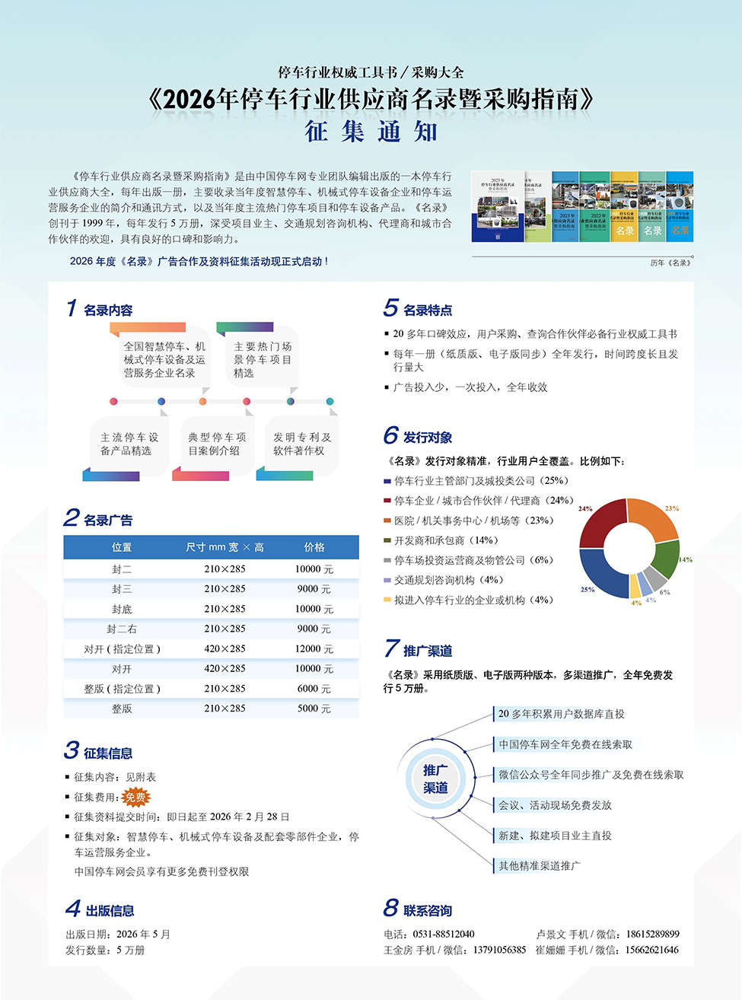 停车行业权威工具书/采购大全
《2026年停车行业供应商名录暨采购指南》
征集通知
《停车行业供应商名录暨采购指南》是由中国停车网专业团队编辑出版的一本停车行
业供应商大全，每年出版一册，主要收录当年度智慧停车、机械式停车设备企业和停车运
营服务企业的简介和通讯方式，以及当年度主流热门停车项目和停车设备产品。《名录》
创刊于 1999 年，每年发行 5 万册，深受项目业主、交通规划咨询机构、代理商和城市合
作伙伴的欢迎，具有良好的口碑和影响力。
2026 年度《名录》广告合作及资料征集活动现正式启动！
2025年
停车行业供应商名录
暨采购指南
2023年
2022年
名录
名录
名录
历年《名录》
1 名录内容
全国智慧停车、机
械式停车设备及运
营服务企业名录
主要热门场
景停车项目
精选
主流停车设
备产品精选
典型停车项
目案例介绍
发明专利及
软件著作权
2 名录广告
位置 尺寸 mm 宽 × 高 价格
封二 210×285 10000 元
封三 210×285 9000 元
封底 210×285 10000 元
封二右 210×285 9000 元
对开 ( 指定位置 ) 420×285 12000 元
对开 420×285 10000 元
整版 ( 指定位置 ) 210×285 6000 元
整版 210×285 5000 元
3 征集信息
▪ 征集内容：见附表
▪ 征集费用：免费
▪ 征集资料提交时间：即日起至 2026 年 2 月 28 日
▪ 征集对象：智慧停车、机械式停车设备及配套零部件企业，停
车运营服务企业。
中国停车网会员享有更多免费刊登权限
4 出版信息
出版日期：2026 年 5 月
发行数量：5 万册
5 名录特点
▪ 20 多年口碑效应，用户采购、查询合作伙伴必备行业权威工具书
▪ 每年一册（纸质版、电子版同步）全年发行，时间跨度长且发
行量大
▪ 广告投入少，一次投入，全年收效
6 发行对象
《名录》发行对象精准，行业用户全覆盖。比例如下：
停车行业主管部门及城投类公司（25%）
停车企业 / 城市合作伙伴 / 代理商（24%）
医院 / 机关事务中心 / 机场等（23%）
开发商和承包商（14%）
停车场投资运营商及物管公司（6%）
交通规划咨询机构（4%）
拟进入停车行业的企业或机构（4%）
24%
23%
14%
6%
4%
4%
25%
7 推广渠道
《名录》采用纸质版、电子版两种版本，多渠道推广，全年免费发
行 5 万册。
推广
渠道
20 多年积累用户数据库直投
中国停车网全年免费在线索取
微信公众号全年同步推广及免费在线索取
会议、活动现场免费发放
新建、拟建项目业主直投
其他精准渠道推广
8 联系咨询
电话：0531-88512040 卢景文 手机 / 微信：18615289899
王金房 手机 / 微信：13791056385 崔姗姗 手机 / 微信：15662621646